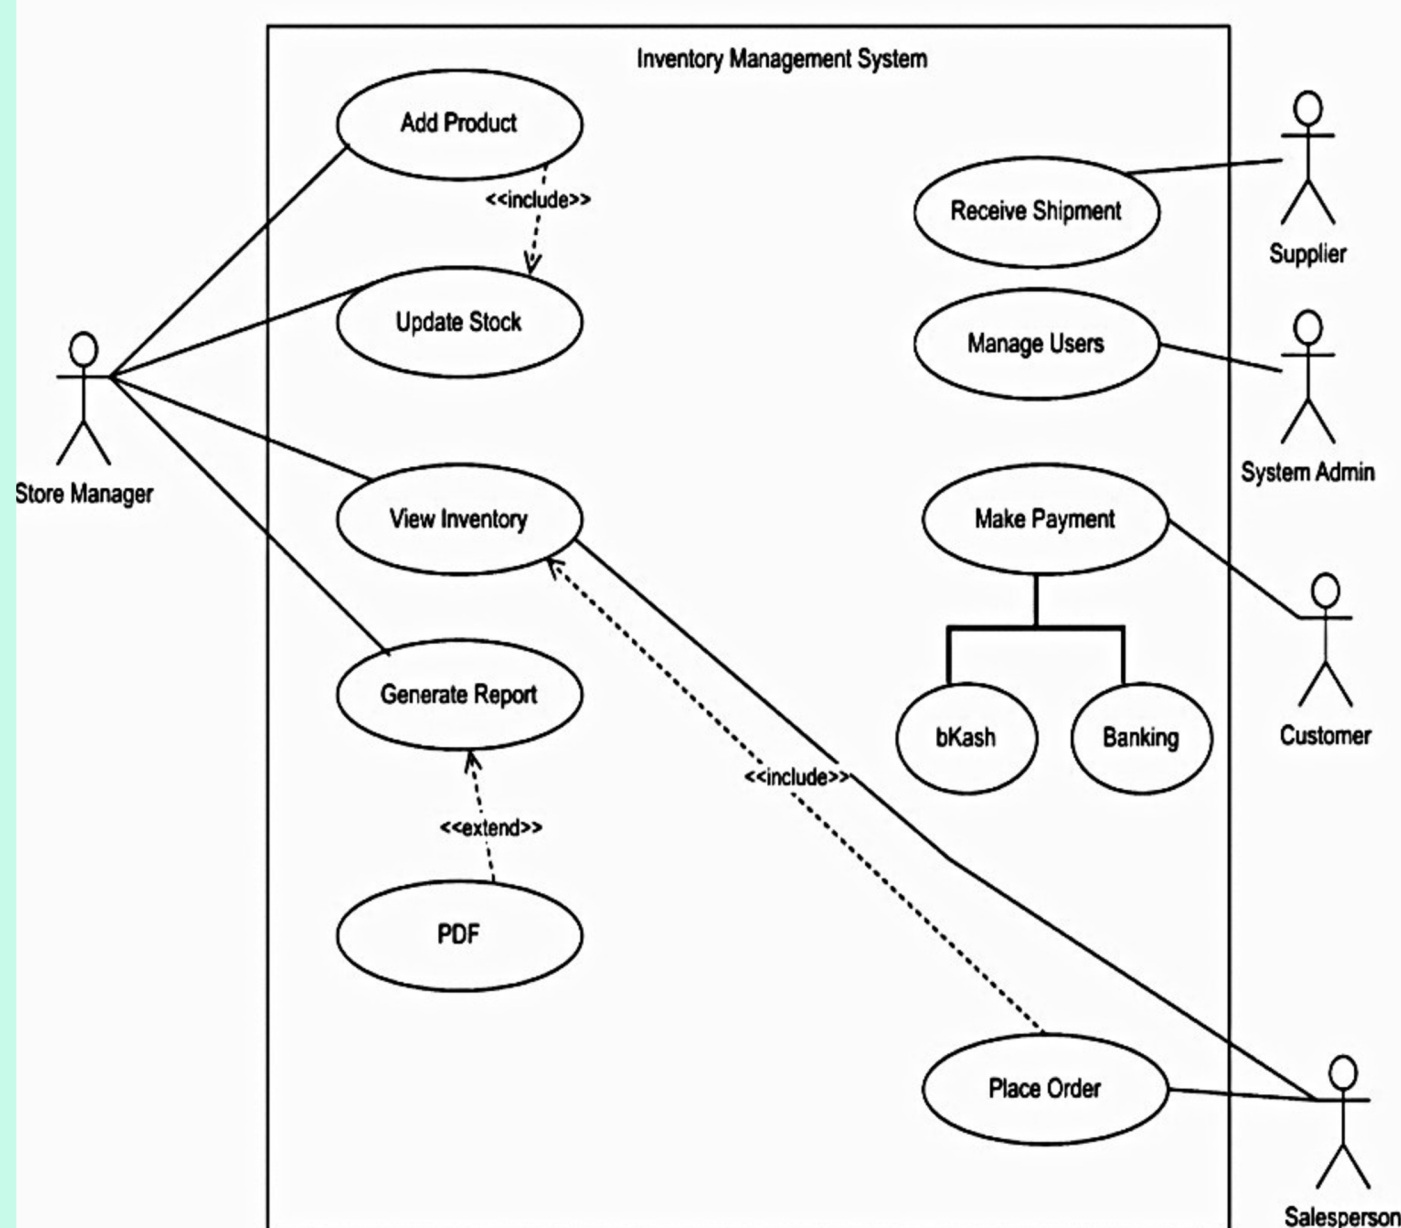 Inventory Management System
Add Product
<<include>>
Receive Shipment
Supplier
Update Stock
Manage Users
System Admin
Store Manager
View Inventory
Make Payment
Generate Report
bKash
Banking
Customer
<<include>>
<<extend>>
PDF
Place Order
Salesperson